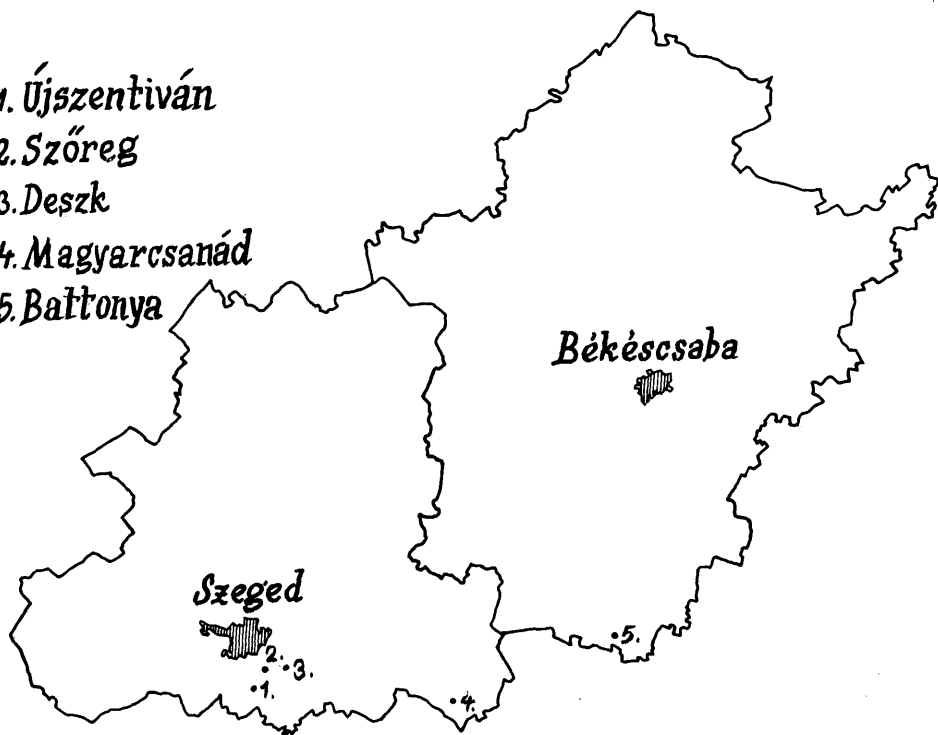 1. Újszentiván
2. Szőreg
3. Deszk
4. Magyarcsanád
5. Battonya
Békéscsaba
Szeged
2.
3.
1.
4.
5.